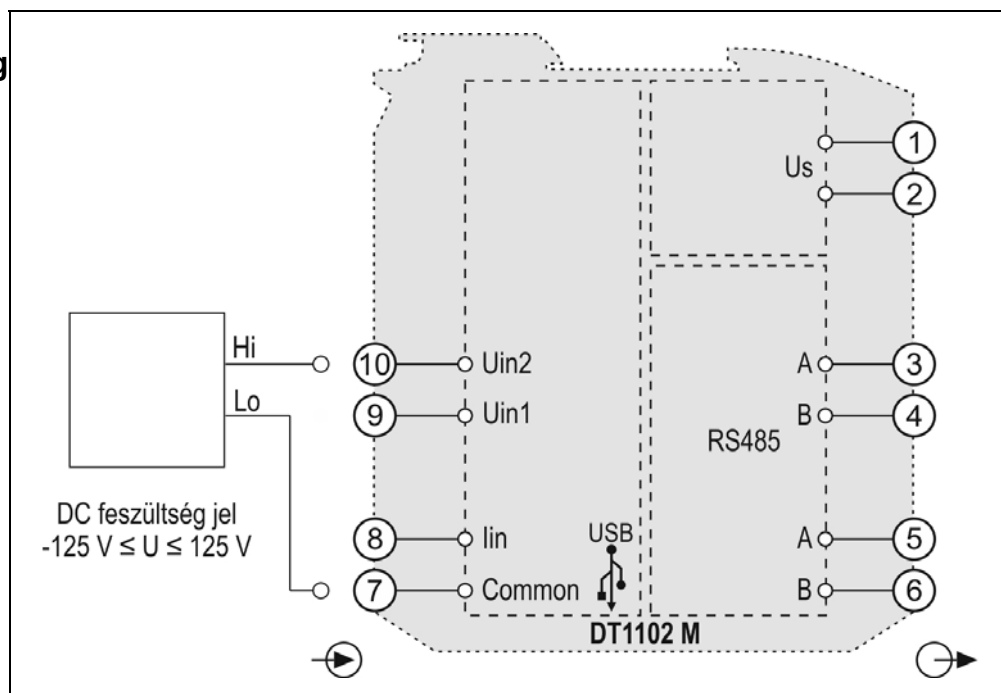 g
1
Us
2
Hi
10
Uin2
A
3
Lo
9
Uin1
B
4
RS485
DC feszültség jel
-125 V ≤ U ≤ 125 V
8
Iin
USB
A
5
7
Common
B
6
DT1102 M